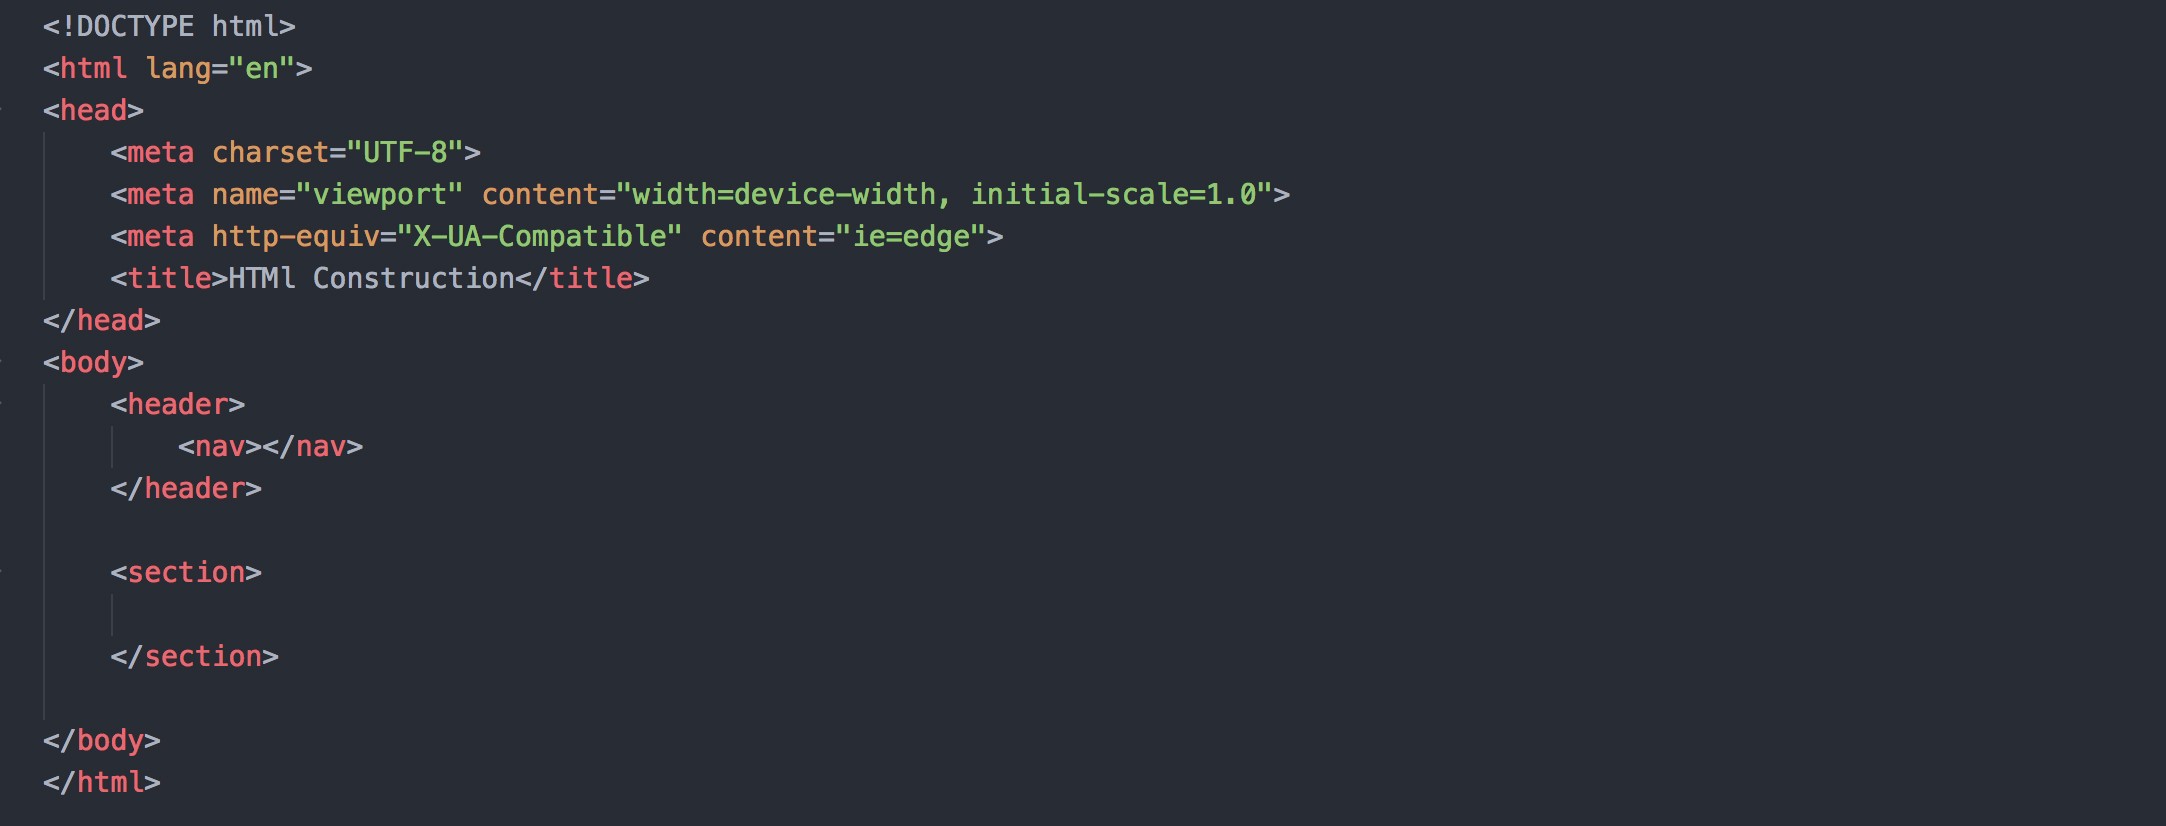 <!DOCTYPE html>
<html lang="en">
<head>
    <meta charset="UTF-8">
    <meta name="viewport" content="width=device-width, initial-scale=1.0">
    <meta http-equiv="X-UA-Compatible" content="ie=edge">
    <title>HTMl Construction</title>
</head>
<body>
    <header>
        <nav></nav>
    </header>

    <section>

    </section>

</body>
</html>